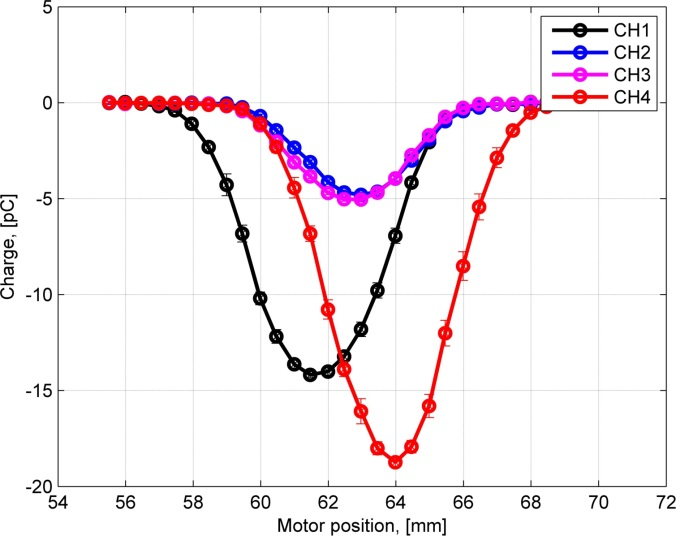 5
0
-5
-10
-15
-20
Charge, [pC]
CH1
CH2
CH3
CH4
54 56 58 60 62 64 66 68 70 72
Motor position, [mm]